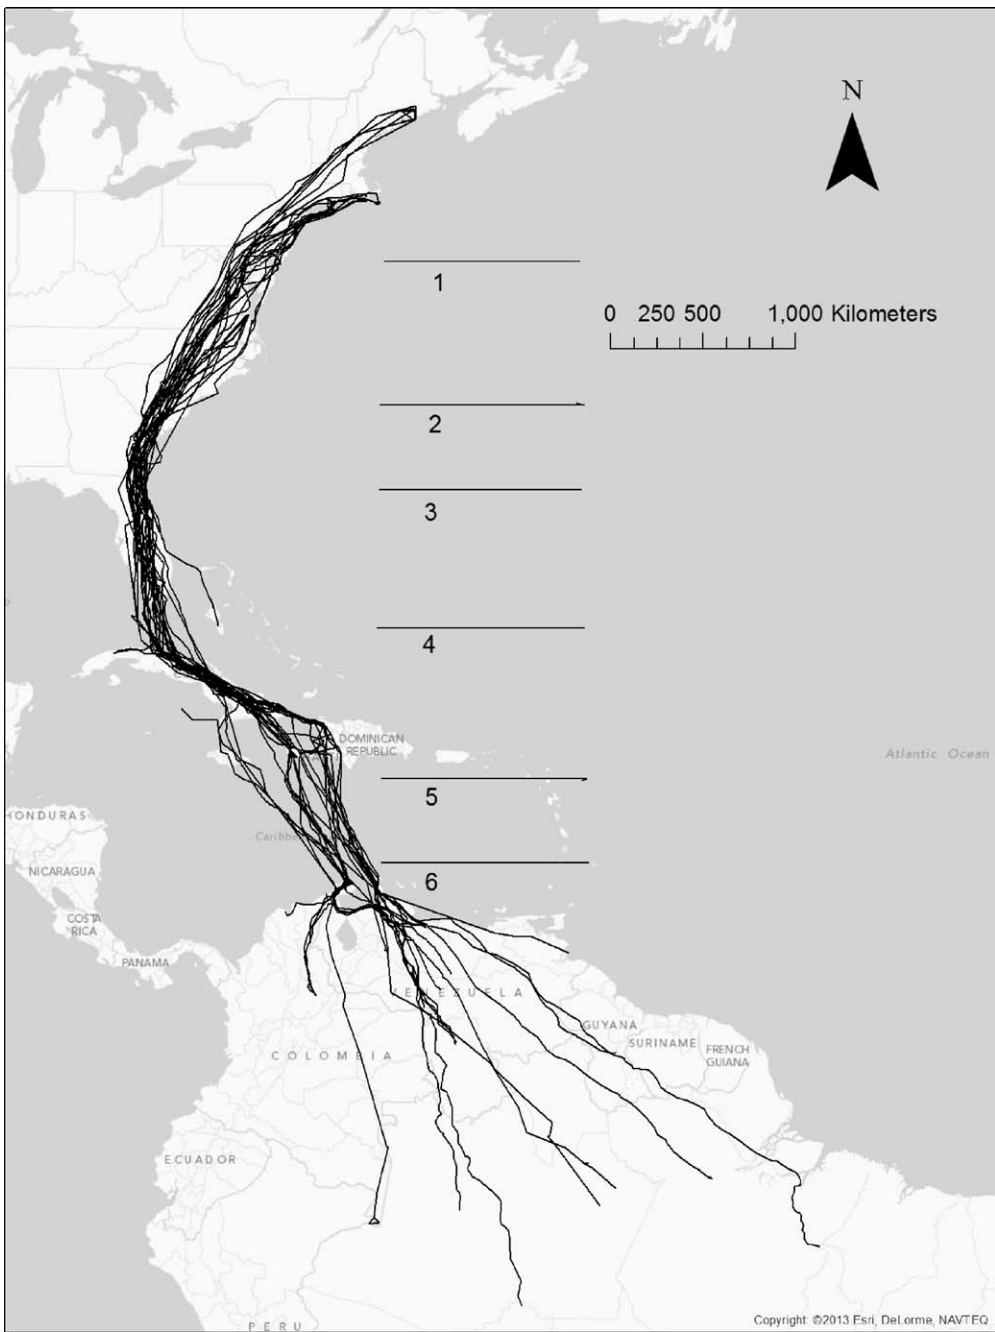 N
1
0 250 500 1,000 Kilometers
2
3
4
DOMINICAN
REPUBLIC
Atlantic Ocean
5
HONDURAS
NICARAGUA
6
COSTA
RICA
PANAMA
VENEZUELA
GUYANA
SURINAME
FRENCH
GUIANA
COLOMBIA
ECUADOR
PERU
Copyright: ©2013 Esri, DeLorme, NAVTEQ